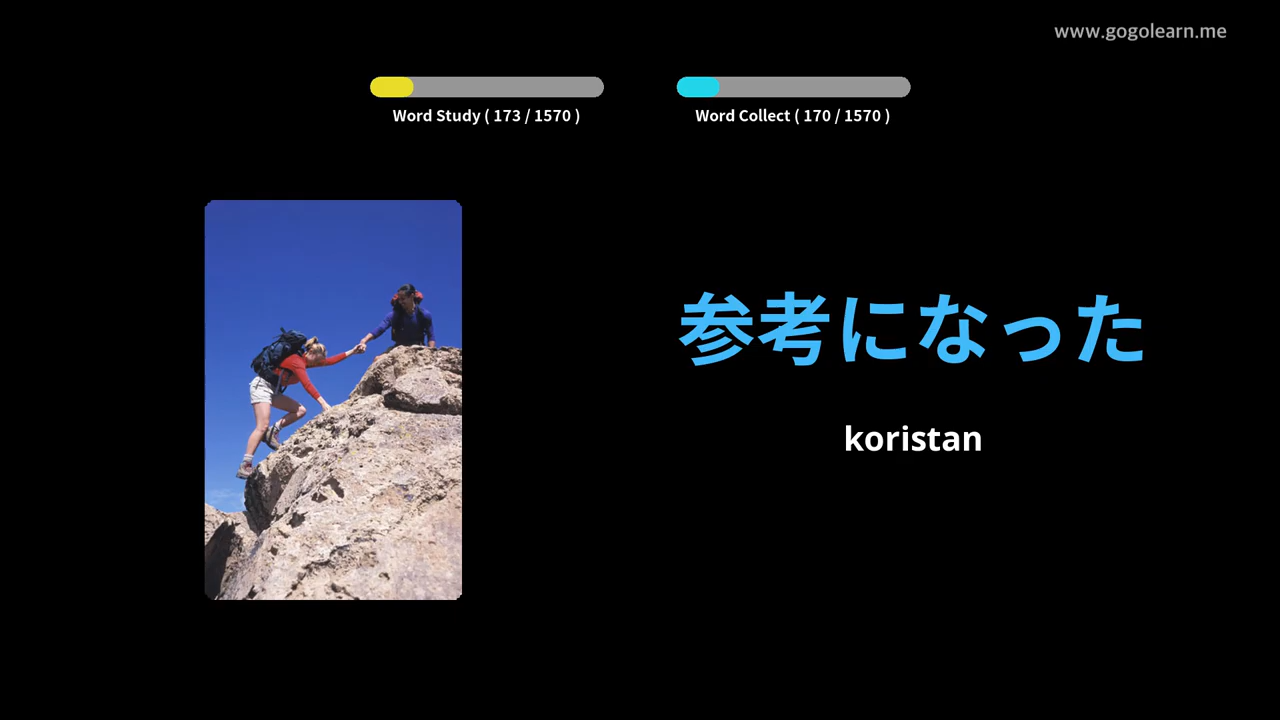 www.gogolearn.me
Word Study ( 173 / 1570 )
Word Collect ( 170 / 1570 )
参考になった
koristan